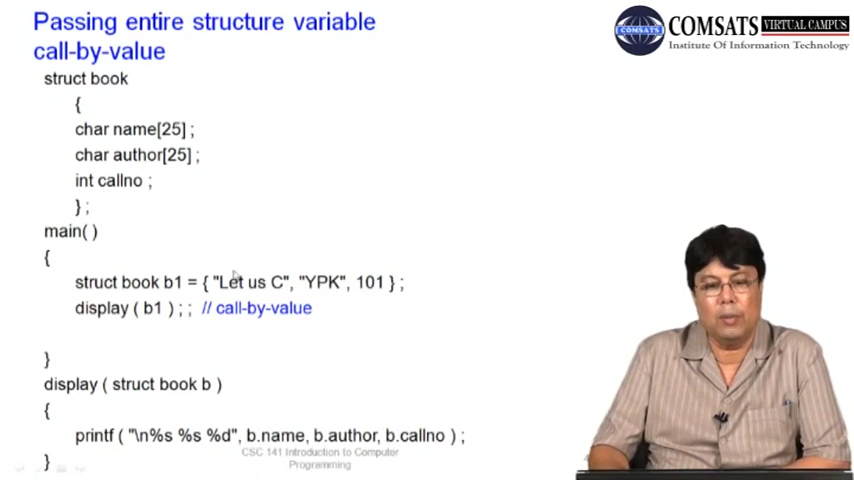 Passing entire structure variable
call-by-value
struct book
{
char name[25] ;
char author[25] ;
int callno ;
} ;
main( )
{
struct book b1 = { "Let us C", "YPK", 101 } ;
display ( b1 ) ; ; // call-by-value
}
display ( struct book b )
{
printf ( "\n%s %s %d", b.name, b.author, b.callno ) ;
}
CSC 141 Introduction to Computer
Programming
COMSATS
COMSATS VIRTUAL CAMPUS
Institute Of Information Technology